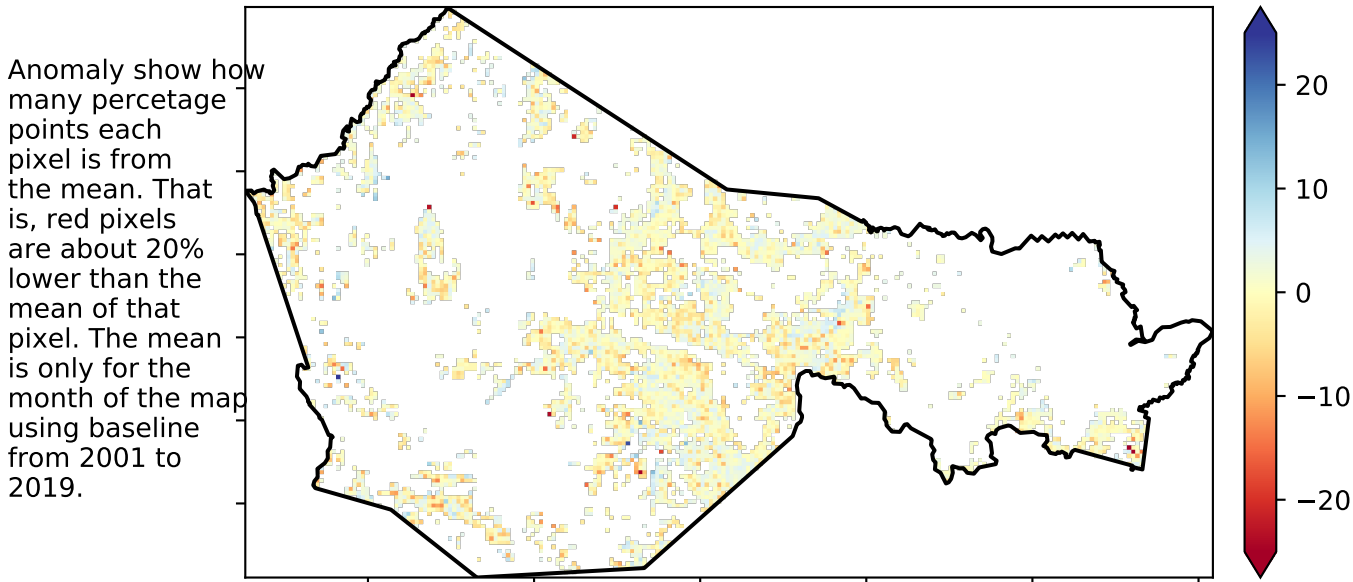 Anomaly show how
many percetage
points each
pixel is from
the mean. That
is, red pixels
are about 20%
lower than the
mean of that
pixel. The mean
is only for the
month of the map
using baseline
from 2001 to
2019.
20
10
0
−10
−20